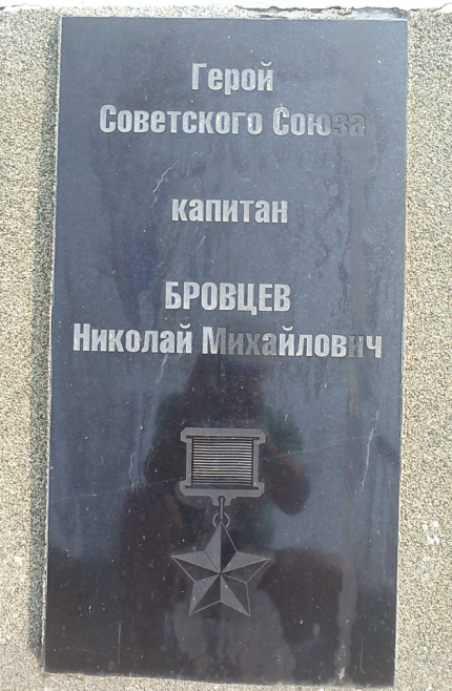 Герой
Советского Союза
капитан
БРОВЦЕВ
Николай Михайлович